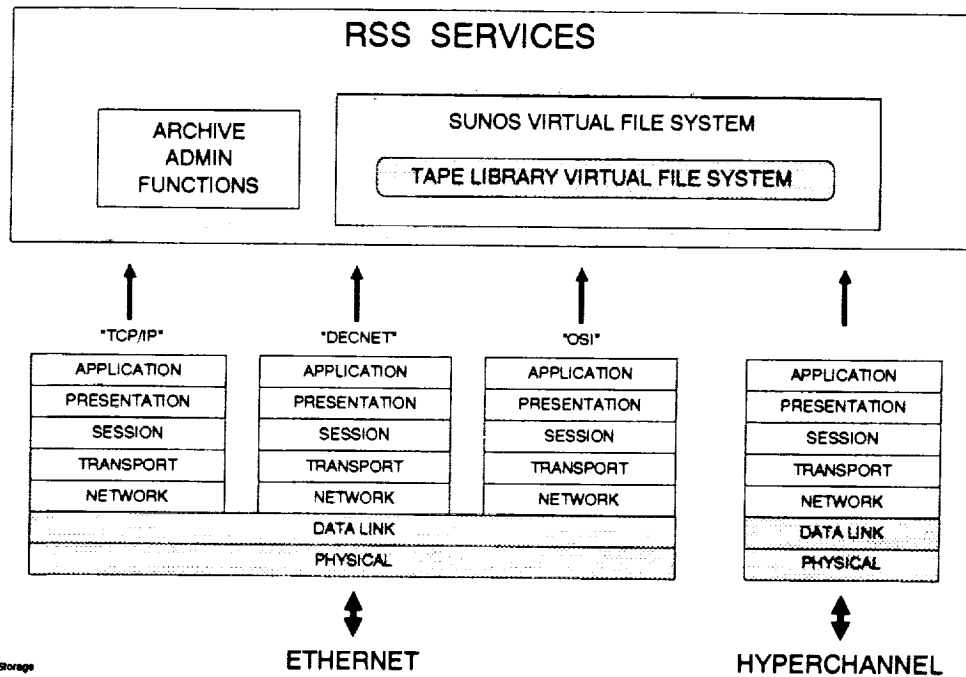 RSS SERVICES
ARCHIVE
ADMIN
FUNCTIONS
SUNOS VIRTUAL FILE SYSTEM
TAPE LIBRARY VIRTUAL FILE SYSTEM
"TCP/IP"
APPLICATION
PRESENTATION
SESSION
TRANSPORT
NETWORK
"DECNET"
APPLICATION
PRESENTATION
SESSION
TRANSPORT
NETWORK
"OSI"
APPLICATION
PRESENTATION
SESSION
TRANSPORT
NETWORK
DATA LINK
PHYSICAL
ETHERNET
APPLICATION
PRESENTATION
SESSION
TRANSPORT
NETWORK
DATA LINK
PHYSICAL
HYPERCHANNEL
Storage